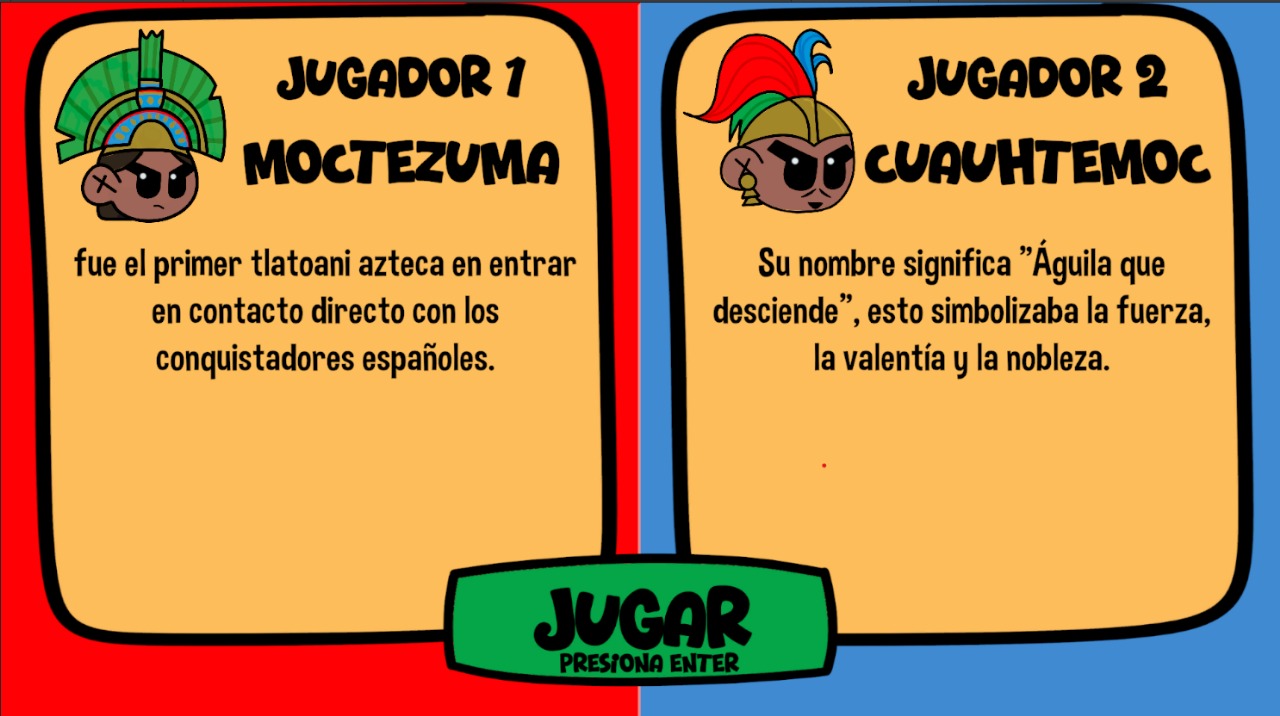 JUGADOR 1
MOCTEZUMA
fue el primer tlatoani azteca en entrar
en contacto directo con los
conquistadores españoles.
JUGADOR 2
CUAUHTEMOC
Su nombre significa ”Águila que
desciende”, esto simbolizaba la fuerza,
la valentía y la nobleza.
JUGAR
PRESIONA ENTER